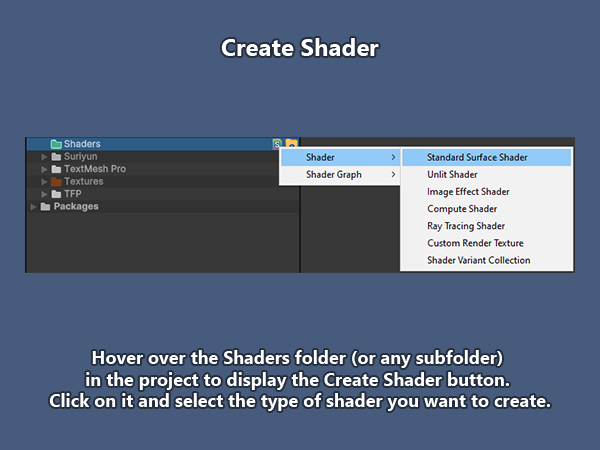 Create Shader
Shaders
Suriyun
TextMesh Pro
Textures
TFP
Packages
Shader
Shader Graph
Standard Surface Shader
Unlit Shader
Image Effect Shader
Compute Shader
Ray Tracing Shader
Custom Render Texture
Shader Variant Collection
Hover over the Shaders folder (or any subfolder)
in the project to display the Create Shader button.
Click on it and select the type of shader you want to create.